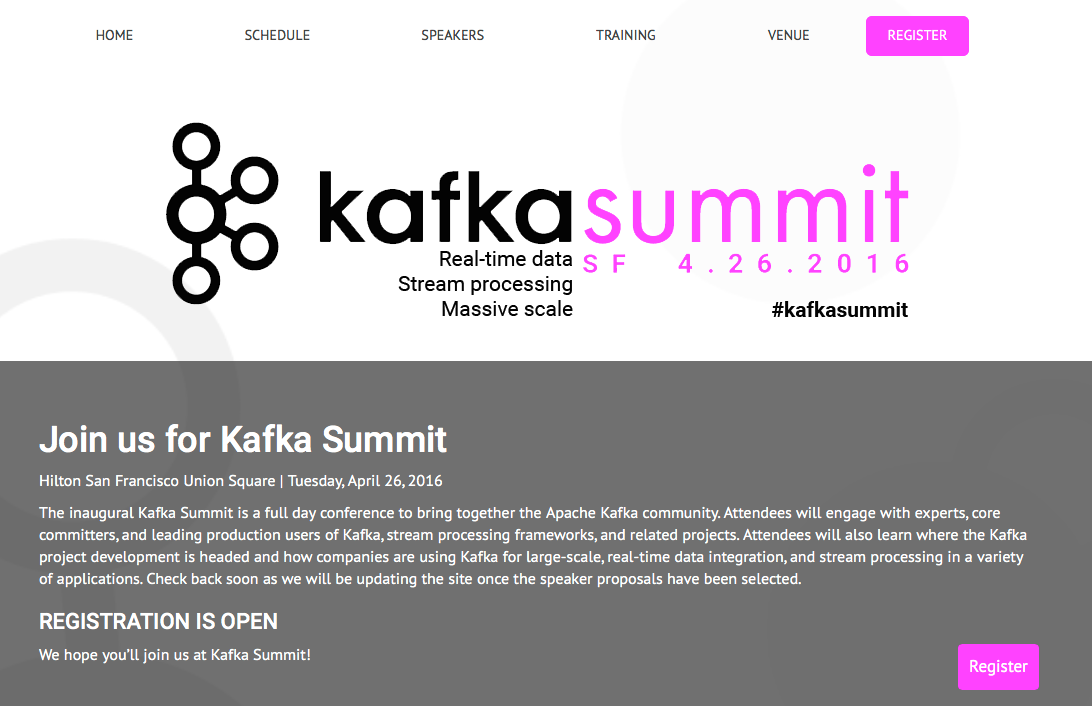 HOME SCHEDULE SPEAKERS TRAINING VENUE REGISTER
kafkasummit
Real-time data SF 4.26.2016
Stream processing
Massive scale #kafkasummit
Join us for Kafka Summit
Hilton San Francisco Union Square | Tuesday, April 26, 2016
The inaugural Kafka Summit is a full day conference to bring together the Apache Kafka community. Attendees will engage with experts, core
committers, and leading production users of Kafka, stream processing frameworks, and related projects. Attendees will also learn where the Kafka
project development is headed and how companies are using Kafka for large-scale, real-time data integration, and stream processing in a variety
of applications. Check back soon as we will be updating the site once the speaker proposals have been selected.
REGISTRATION IS OPEN
We hope you’ll join us at Kafka Summit!
Register